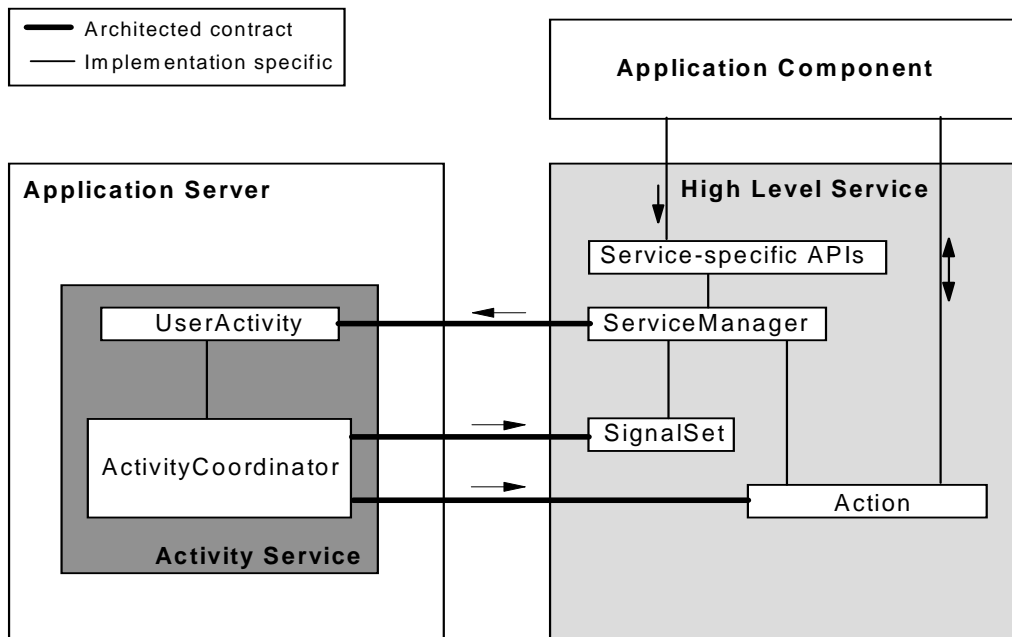 Architected contract
Implementation specific
Application Component
Application Server
High Level Service
Service-specific APIs
UserActivity
ServiceManager
SignalSet
ActivityCoordinator
Action
Activity Service